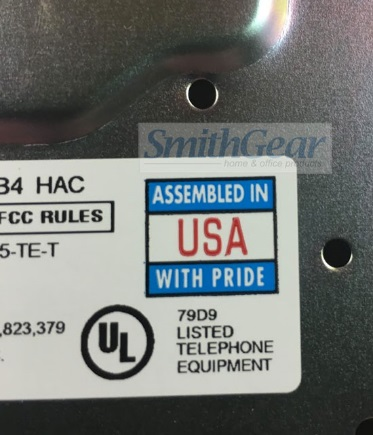 SmithGear
home & office products
B4 HAC
FCC RULES
5-TE-T
,823,379
ASSEMBLED IN
USA
WITH PRIDE
UL
79D9
LISTED
TELEPHONE
EQUIPMENT